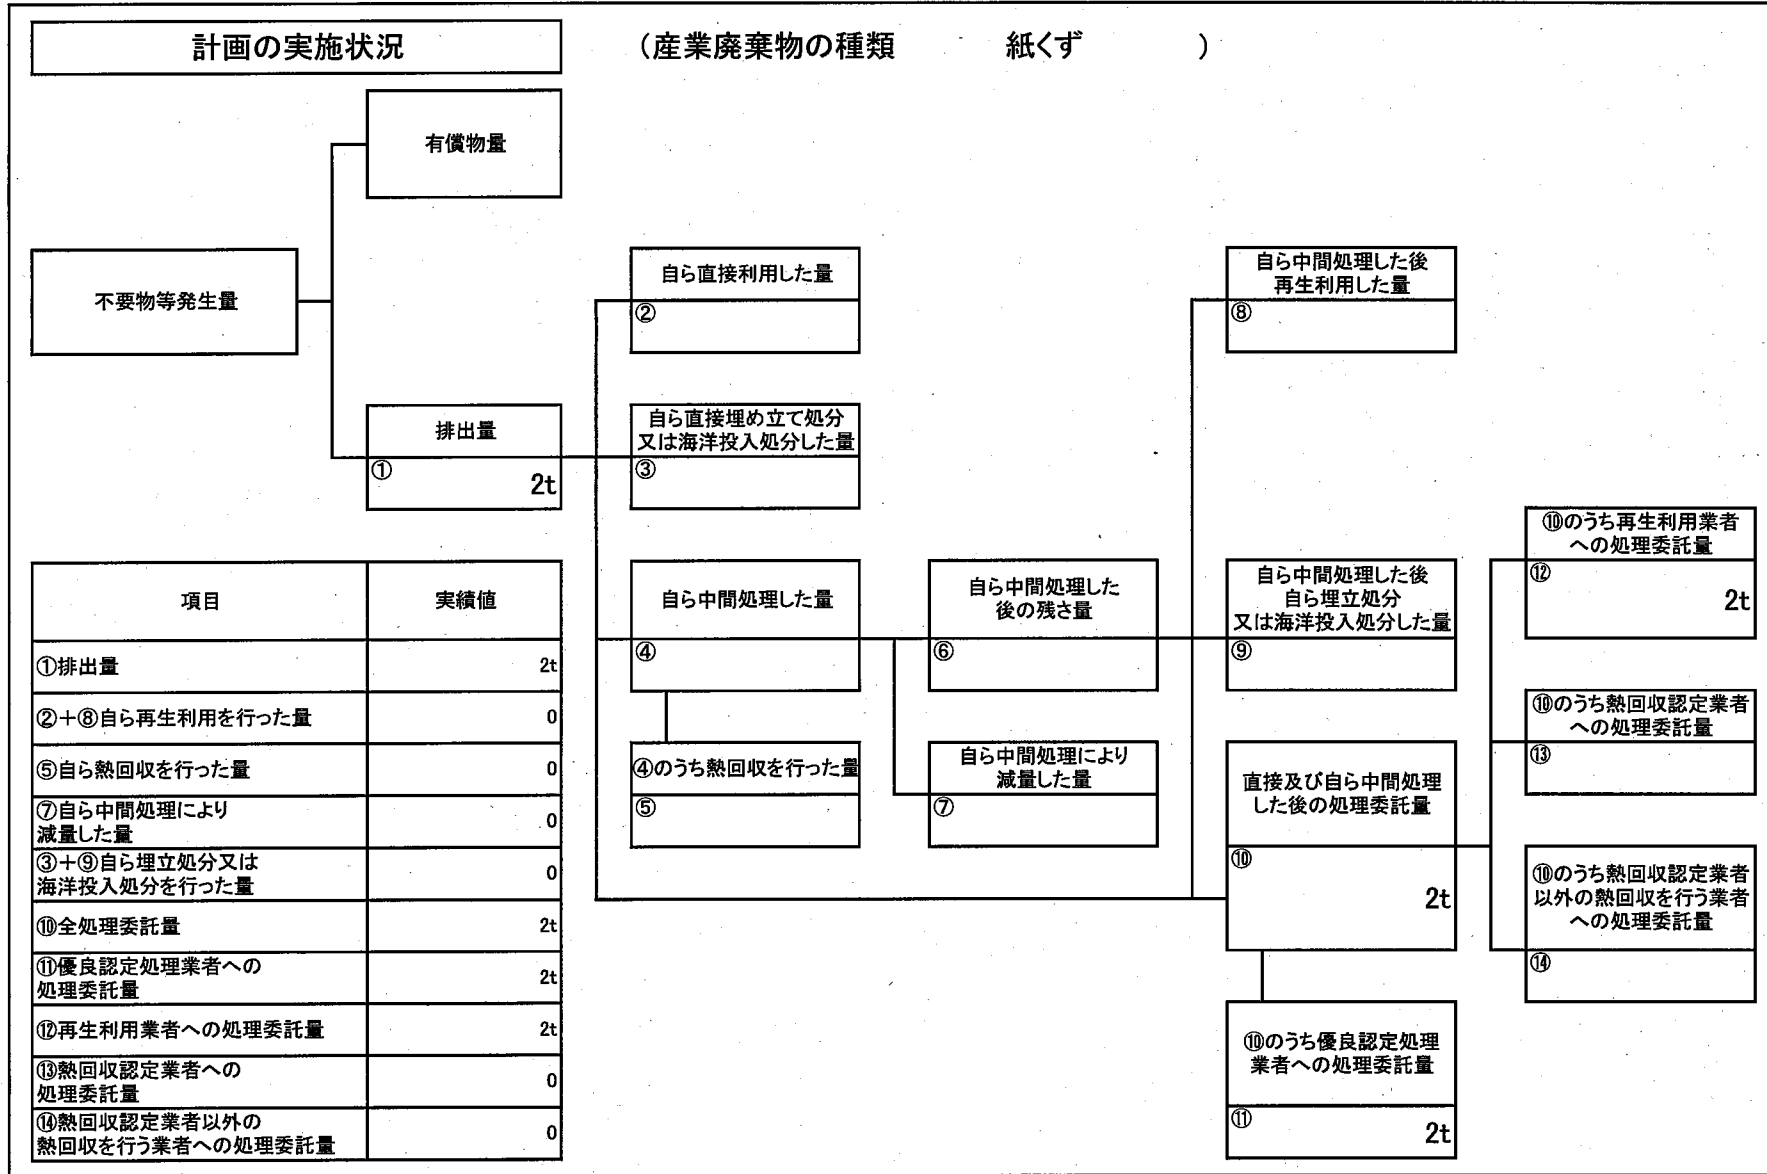 計画の実施状況
(産業廃棄物の種類 紙くず )
有償物量
不要物等発生量
排出量
①
2t
自ら直接利用した量
②
自ら直接埋め立て処分
又は海洋投入処分した量
③
自ら中間処理した量
④
④のうち熱回収を行った量
⑤
自ら中間処理した
後の残さ量
⑥
自ら中間処理により
減量した量
⑦
自ら中間処理した後
再生利用した量
⑧
自ら中間処理した後
自ら埋立処分
又は海洋投入処分した量
⑨
直接及び自ら中間処理
した後の処理委託量
⑩
2t
⑩のうち優良認定処理
業者への処理委託量
⑪
2t
⑩のうち再生利用業者
への処理委託量
⑫
2t
⑩のうち熱回収認定業者
への処理委託量
⑬
⑩のうち熱回収認定業者
以外の熱回収を行う業者
への処理委託量
⑭
項目 実績値
①排出量 2t
②+⑧自ら再生利用を行った量 0
⑤自ら熱回収を行った量 0
⑦自ら中間処理により
減量した量 0
③+⑨自ら埋立処分又は
海洋投入処分を行った量 0
⑩全処理委託量 2t
⑪優良認定処理業者への
処理委託量 2t
⑫再生利用業者への処理委託量 2t
⑬熱回収認定業者への
処理委託量 0
⑭熱回収認定業者以外の
熱回収を行う業者への処理委託量 0